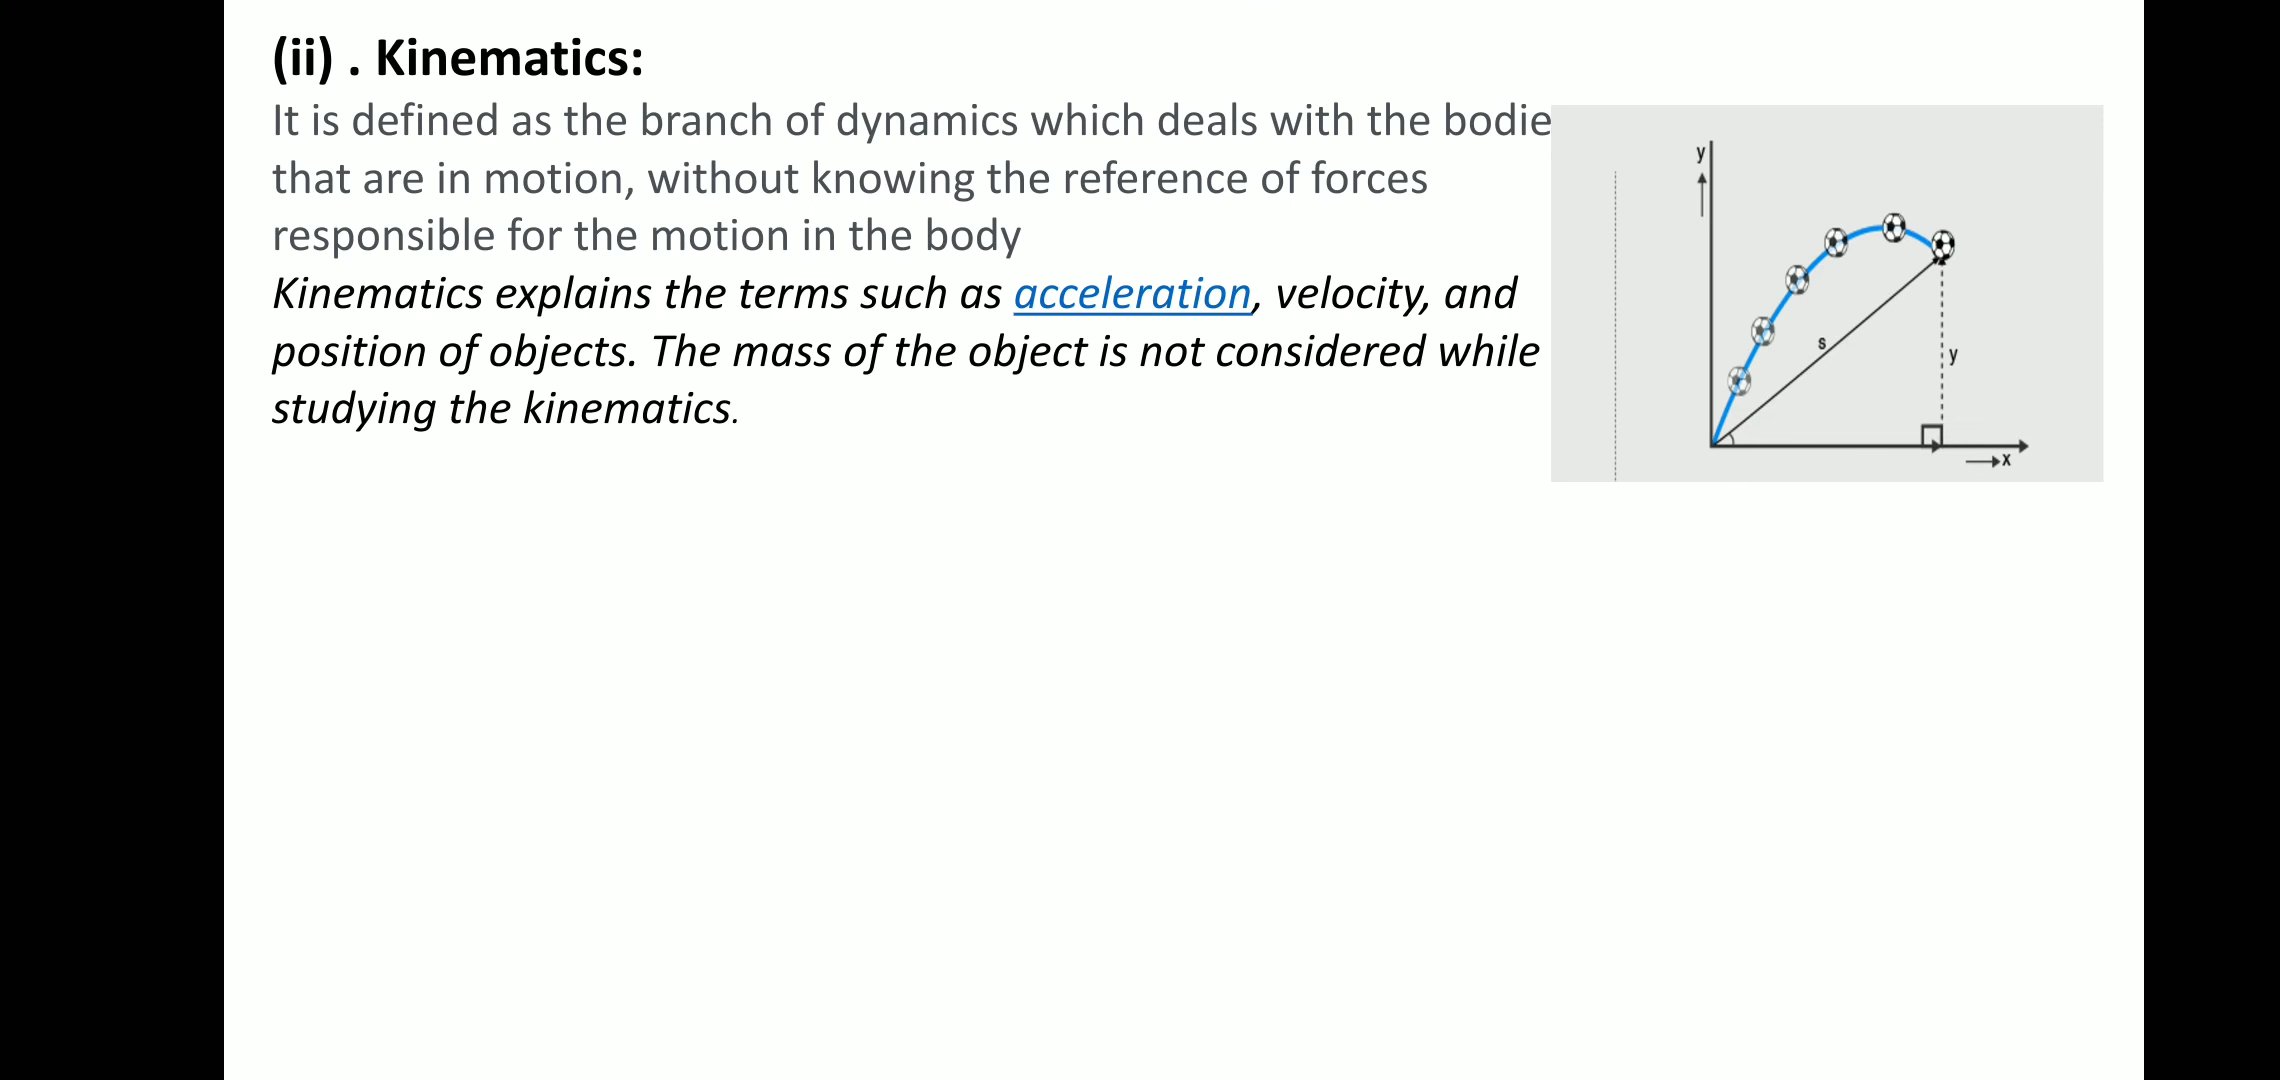 (ii) . Kinematics:
It is defined as the branch of dynamics which deals with the bodie
that are in motion, without knowing the reference of forces
responsible for the motion in the body
Kinematics explains the terms such as acceleration, velocity, and
position of objects. The mass of the object is not considered while
studying the kinematics.
y
s
y
x